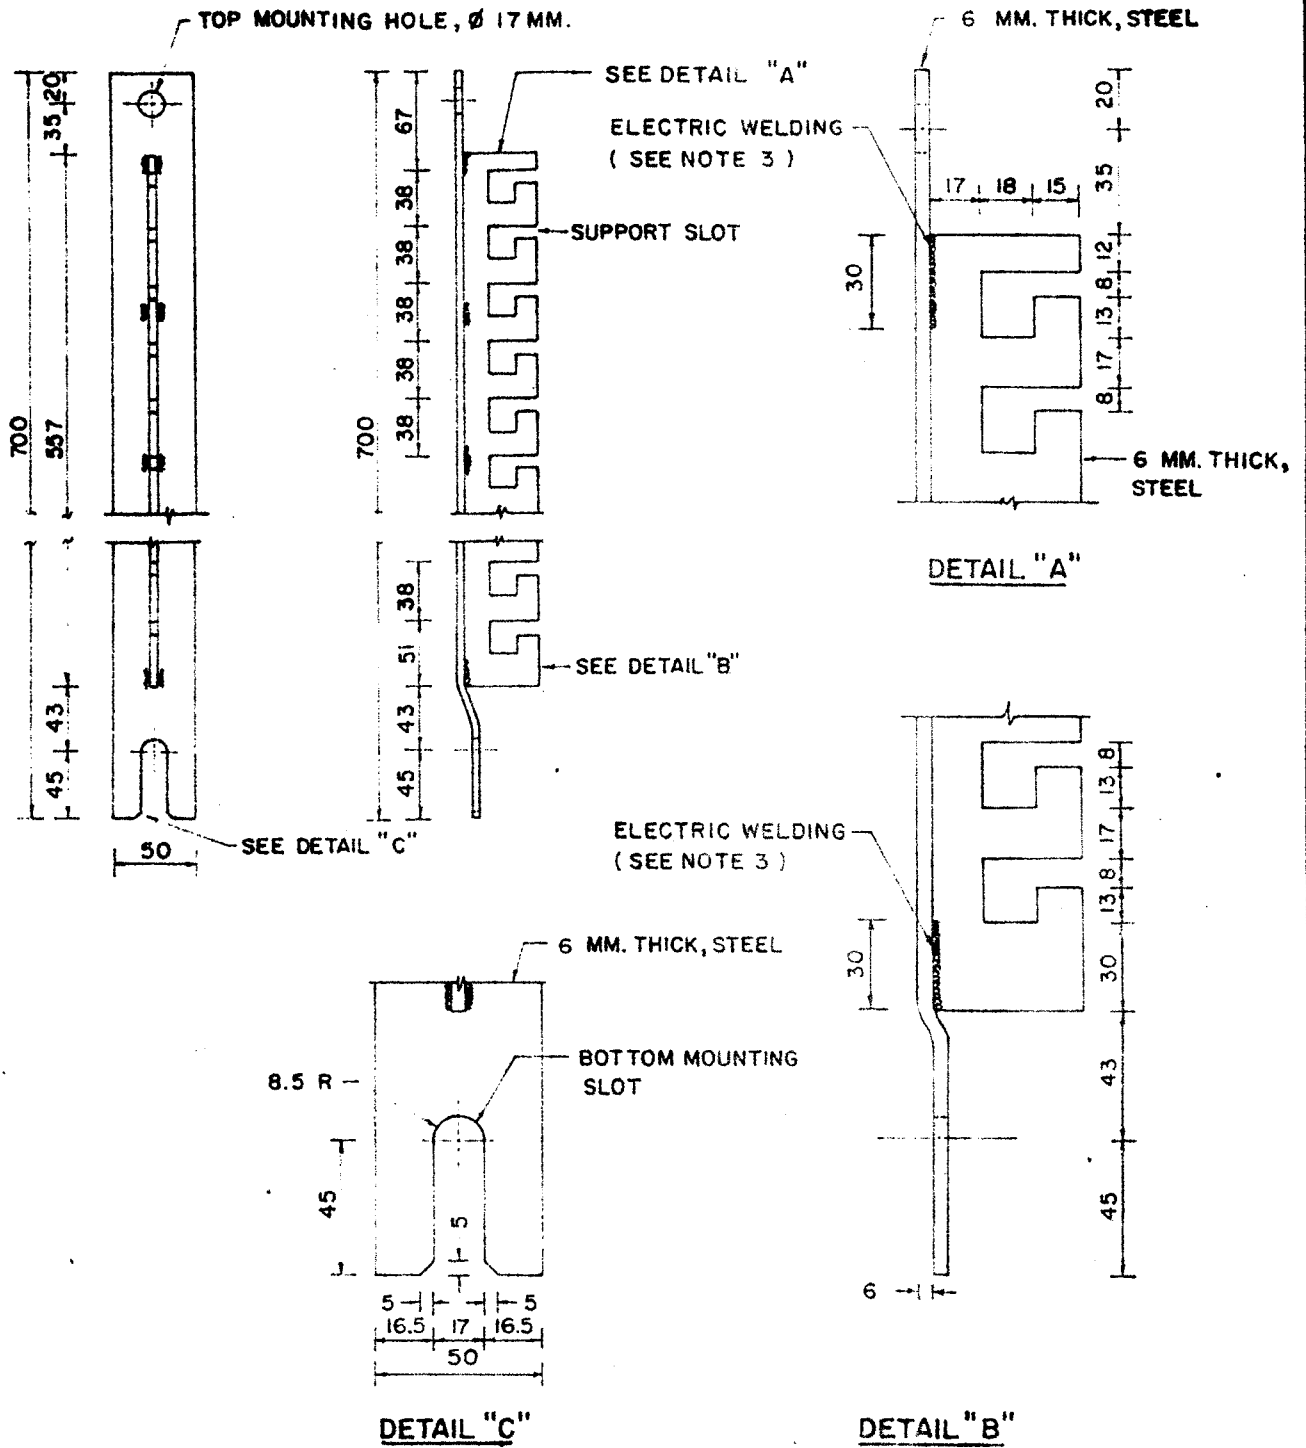 TOP MOUNTING HOLE, Ø 17 MM.
20
35
700
557
43
45
50
SEE DETAIL "C"
SEE DETAIL "A"
67
38
38
38
38
38
700
SUPPORT SLOT
38
51
43
45
SEE DETAIL "B"
6 MM. THICK, STEEL
ELECTRIC WELDING
( SEE NOTE 3 )
20
35
17
18
15
30
12
8
13
17
8
6 MM. THICK,
STEEL
DETAIL "A"
ELECTRIC WELDING
( SEE NOTE 3 )
8
13
17
8
13
30
30
43
45
6
DETAIL "B"
6 MM. THICK, STEEL
BOTTOM MOUNTING
SLOT
8.5 R
45
5
5
5
16.5
17
16.5
50
DETAIL "C"